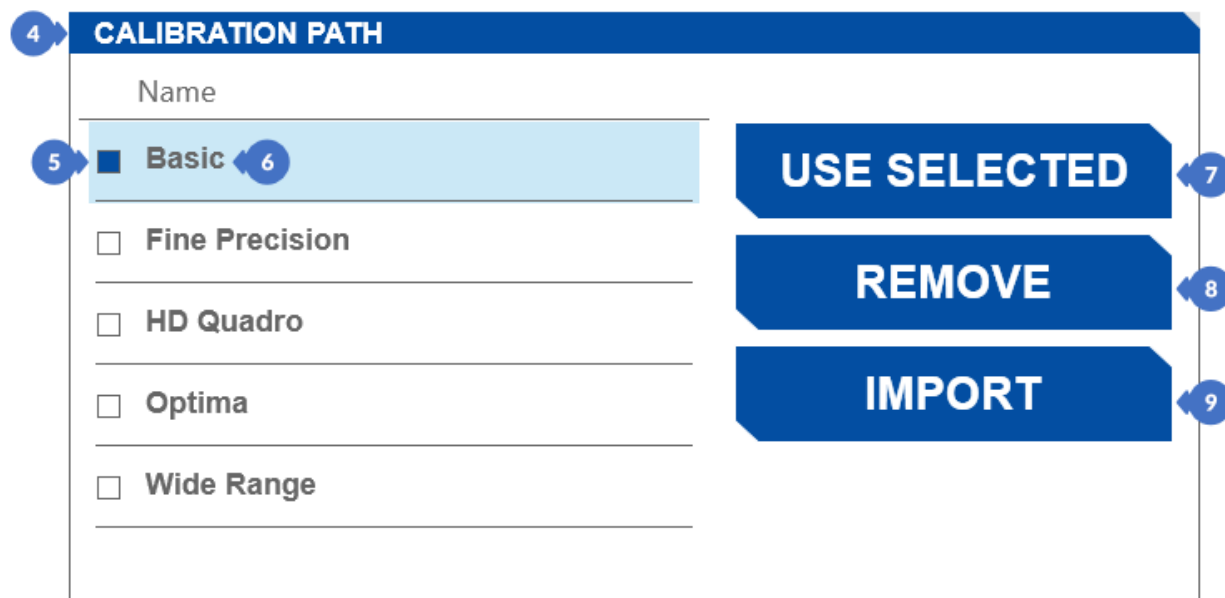 4 CALIBRATION PATH
Name
5 Basic 6
USE SELECTED 7
Fine Precision
REMOVE 8
HD Quadro
Optima
IMPORT 9
Wide Range